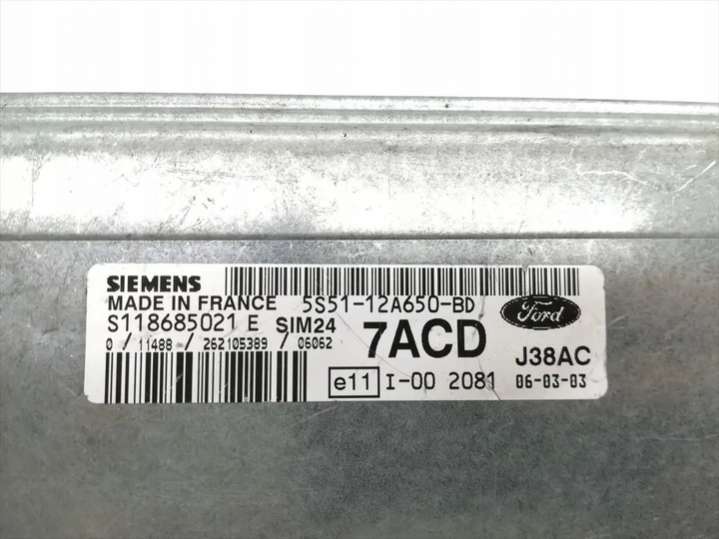 SIEMENS
MADE IN FRANCE 5S51-12A650-BD
S118685021 E SIM24 7ACD Ford
0 / 11488 / 262105389 / 06062 J38AC
e11 I-00 2081 06-03-03